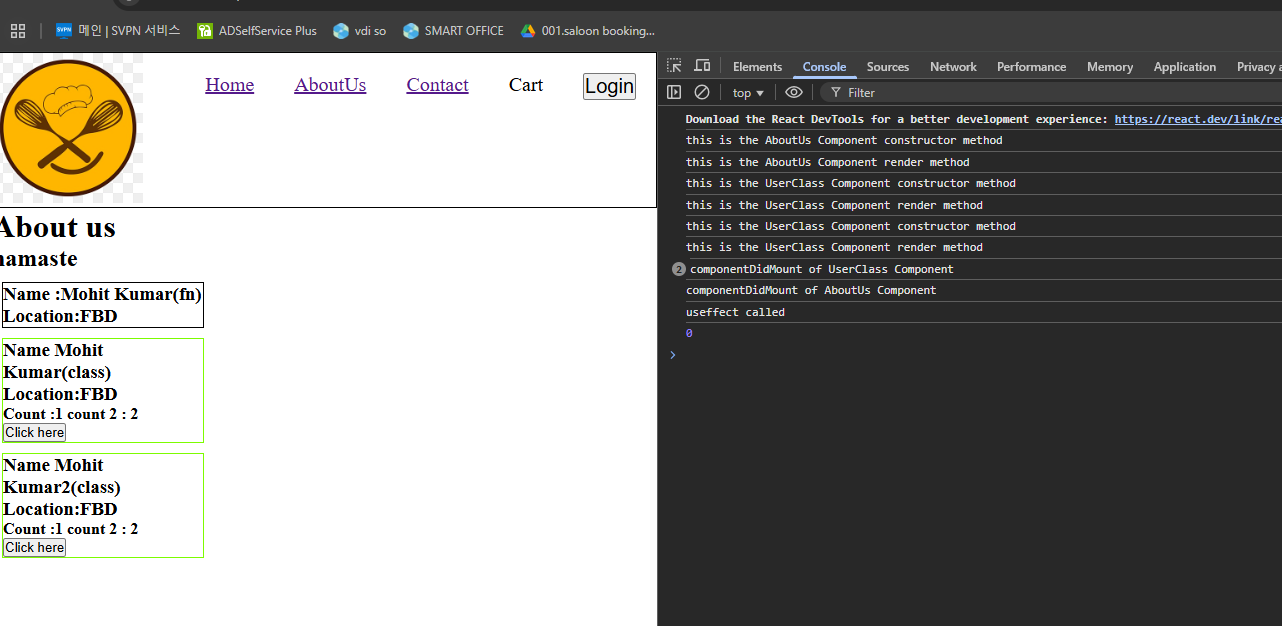 SVPN 메인 | SVPN 서비스 ADSelfService Plus vdi so SMART OFFICE 001.saloon booking...
Home AboutUs Contact Cart Login
About us
namaste
Name :Mohit Kumar(fn)
Location:FBD
Name Mohit
Kumar(class)
Location:FBD
Count :1 count 2 : 2
Click here
Name Mohit
Kumar2(class)
Location:FBD
Count :1 count 2 : 2
Click here
Elements Console Sources Network Performance Memory Application Privacy a
top Filter
Download the React DevTools for a better development experience: https://react.dev/link/rea
this is the AboutUs Component constructor method
this is the AboutUs Component render method
this is the UserClass Component constructor method
this is the UserClass Component render method
this is the UserClass Component constructor method
this is the UserClass Component render method
2 componentDidMount of UserClass Component
componentDidMount of AboutUs Component
useffect called
0